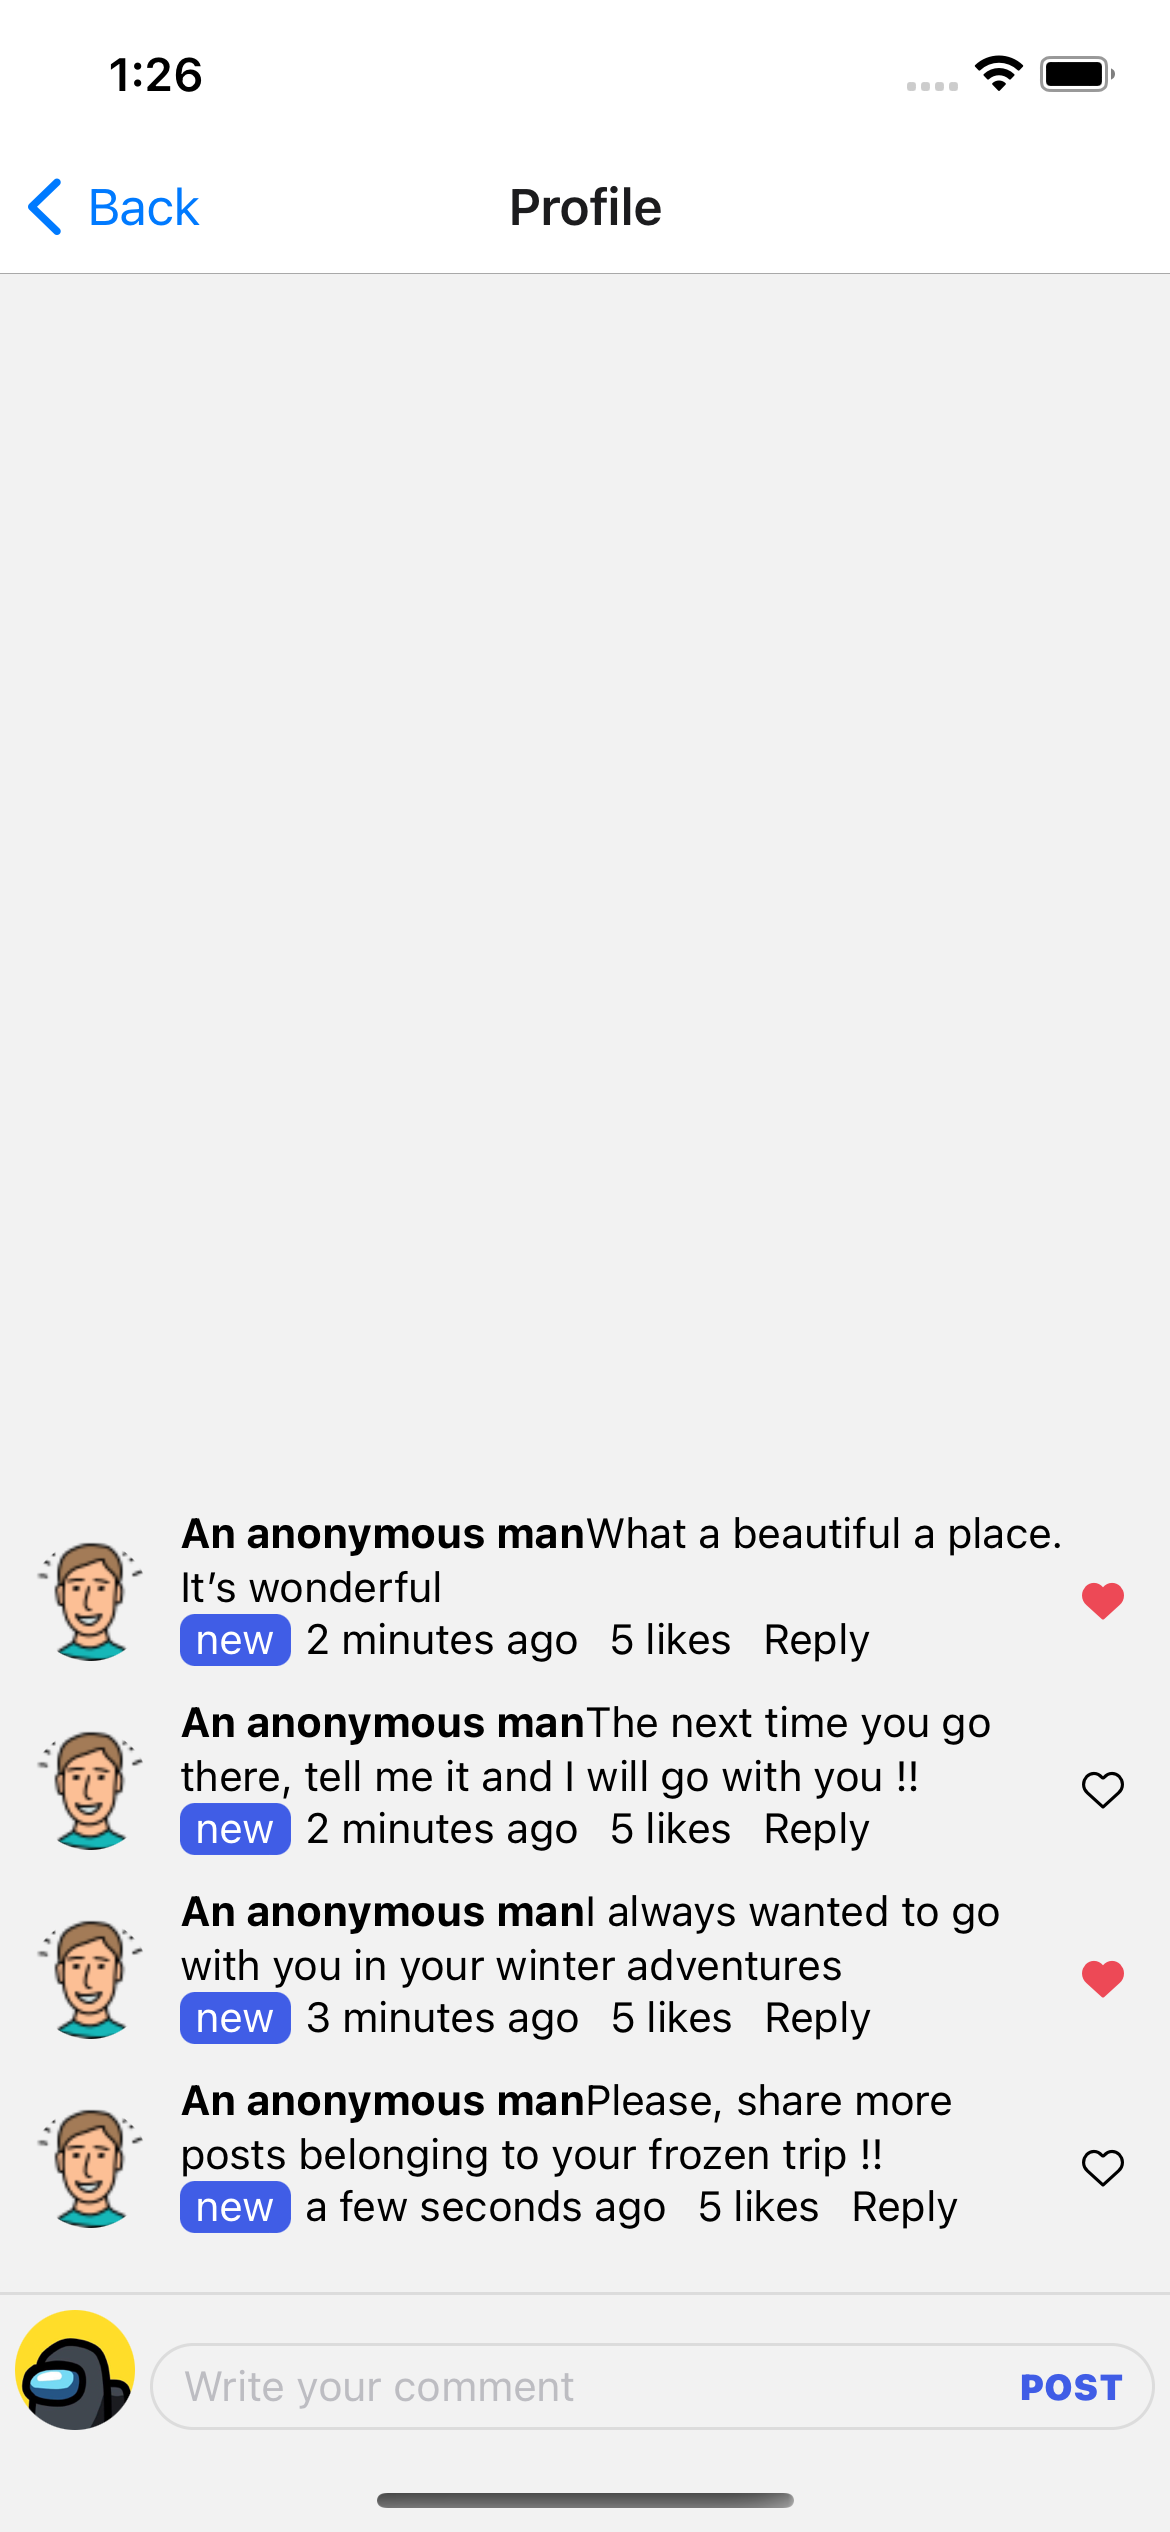 1:26
Back
Profile
An anonymous manWhat a beautiful a place.
It’s wonderful
new 2 minutes ago 5 likes Reply
An anonymous manThe next time you go
there, tell me it and I will go with you !!
new 2 minutes ago 5 likes Reply
An anonymous manI always wanted to go
with you in your winter adventures
new 3 minutes ago 5 likes Reply
An anonymous manPlease, share more
posts belonging to your frozen trip !!
new a few seconds ago 5 likes Reply
Write your comment
POST